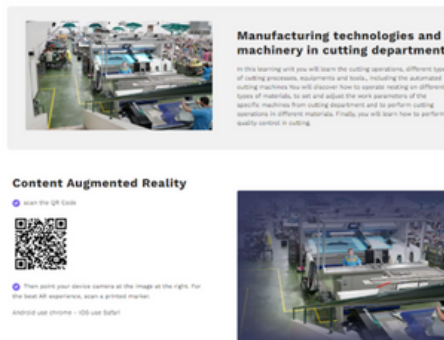 Manufacturing technologies and
machinery in cutting department
In this learning unit you will learn the cutting operations, different type
of cutting processes, equipments and tools, including the automated
cutting machines You will discover how to operate nesting on different
types of materials, to set and adjust the work parameters of the
specific machines from cutting department and to perform cutting
operations in different materials. Finally, you will learn how to perform
quality control in cutting.
Content Augmented Reality
scan the QR Code
Then point your device camera at the image at the right. For
the best AR experience, scan a printed marker.
Android use chrome - IOS use Safari